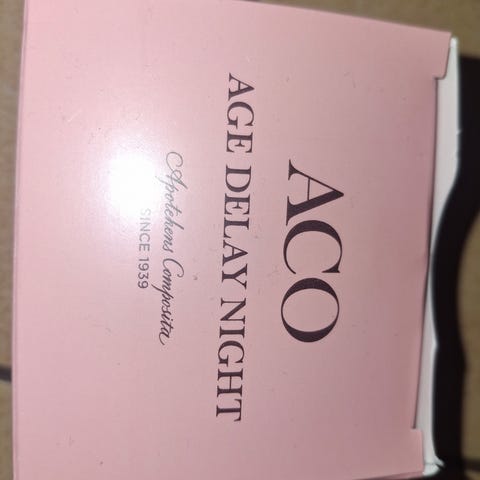 ACO
AGE DELAY NIGHT
Apotekens Composita
SINCE 1939